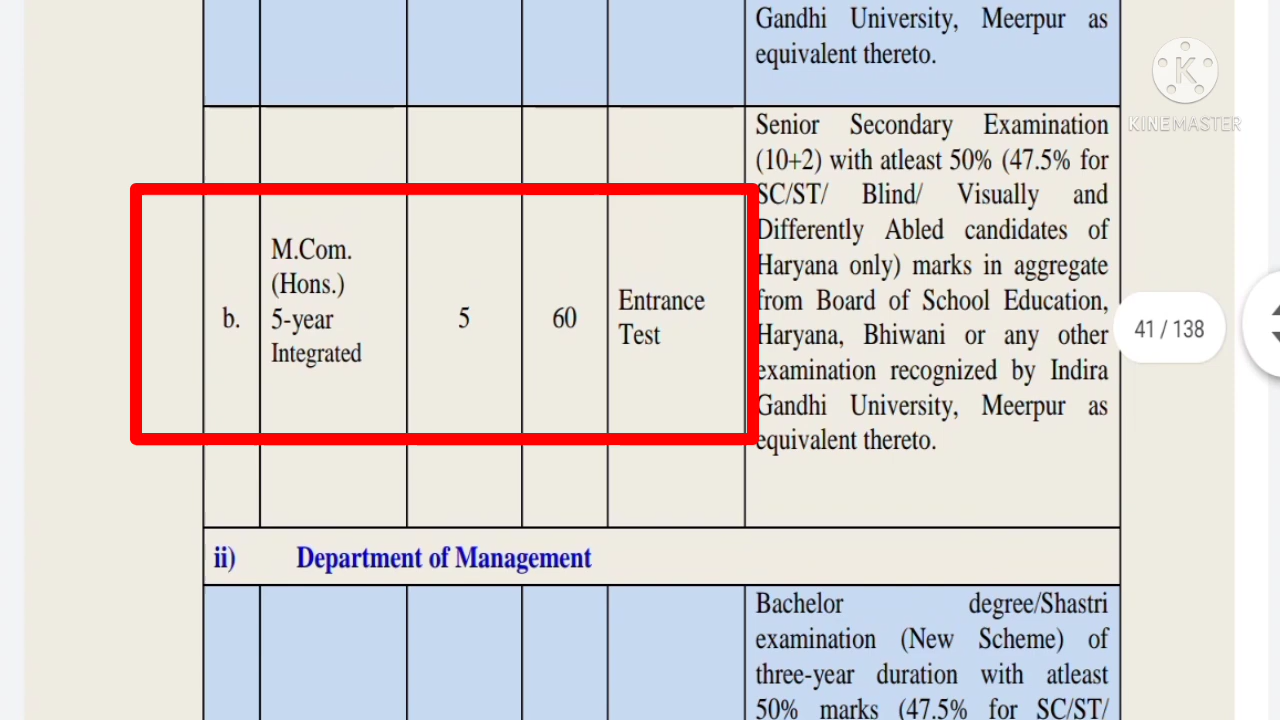 Gandhi University, Meerpur as
equivalent thereto.
K
KINEMASTER
b.
M.Com.
(Hons.)
5-year
Integrated
5
60
Entrance
Test
Senior Secondary Examination
(10+2) with atleast 50% (47.5% for
SC/ST/ Blind/ Visually and
Differently Abled candidates of
Haryana only) marks in aggregate
from Board of School Education,
Haryana, Bhiwani or any other
examination recognized by Indira
Gandhi University, Meerpur as
equivalent thereto.
41 / 138
ii) Department of Management
Bachelor degree/Shastri
examination (New Scheme) of
three-year duration with atleast
50% marks (47.5% for SC/ST/